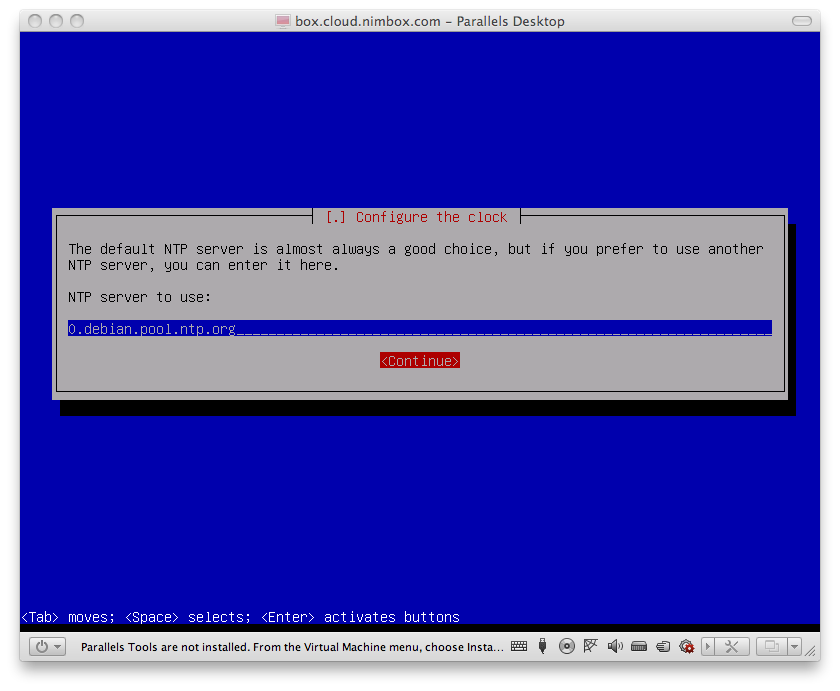 box.cloud.nimbox.com – Parallels Desktop
[.] Configure the clock
The default NTP server is almost always a good choice, but if you prefer to use another
NTP server, you can enter it here.
NTP server to use:
0.debian.pool.ntp.org
<Continue>
<Tab> moves; <Space> selects; <Enter> activates buttons
Parallels Tools are not installed. From the Virtual Machine menu, choose Insta...